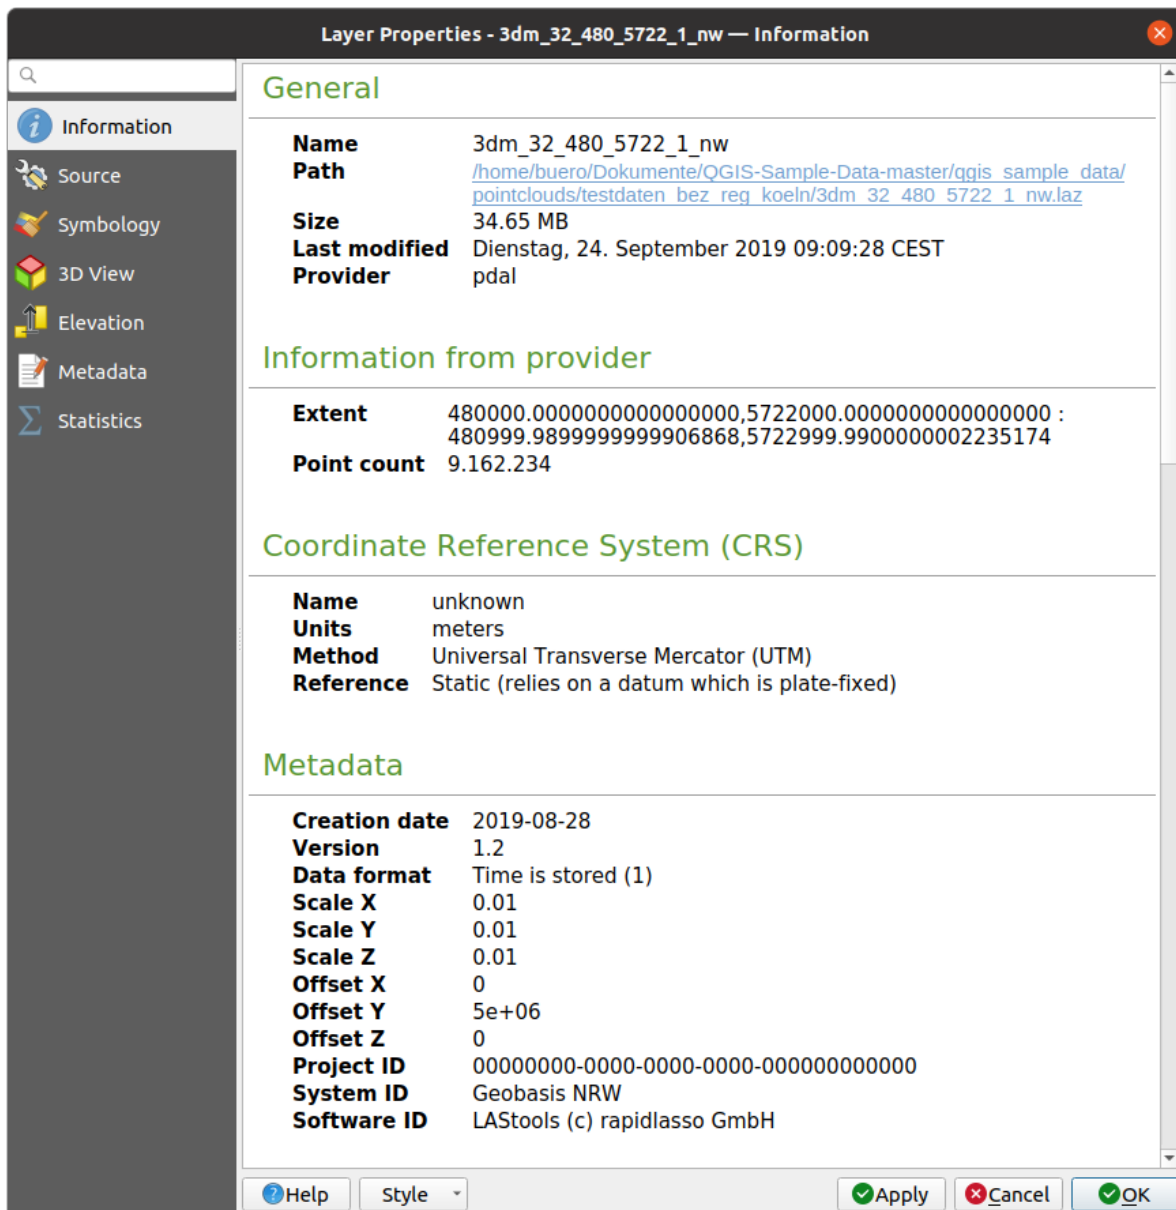 Layer Properties - 3dm_32_480_5722_1_nw — Information
Information
Source
Symbology
3D View
Elevation
Metadata
Statistics
General
Name 3dm_32_480_5722_1_nw
Path /home/buero/Dokumente/QGIS-Sample-Data-master/qgis_sample_data/
pointclouds/testdaten_bez_reg_koeln/3dm_32_480_5722_1_nw.laz
Size 34.65 MB
Last modified Dienstag, 24. September 2019 09:09:28 CEST
Provider pdal
Information from provider
Extent 480000.0000000000000000,5722000.0000000000000000 :
480999.9899999999906868,5722999.9900000002235174
Point count 9.162.234
Coordinate Reference System (CRS)
Name unknown
Units meters
Method Universal Transverse Mercator (UTM)
Reference Static (relies on a datum which is plate-fixed)
Metadata
Creation date 2019-08-28
Version 1.2
Data format Time is stored (1)
Scale X 0.01
Scale Y 0.01
Scale Z 0.01
Offset X 0
Offset Y 5e+06
Offset Z 0
Project ID 00000000-0000-0000-0000-000000000000
System ID Geobasis NRW
Software ID LAStools (c) rapidlasso GmbH
Help Style Apply Cancel OK